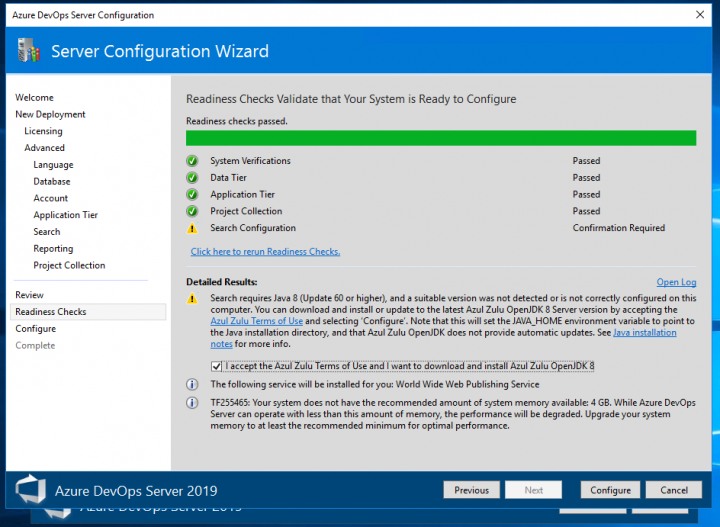 Azure DevOps Server Configuration
Server Configuration Wizard
Welcome
New Deployment
Licensing
Advanced
Language
Database
Account
Application Tier
Search
Reporting
Project Collection
Review
Readiness Checks
Configure
Complete
Readiness Checks Validate that Your System is Ready to Configure
Readiness checks passed.
System Verifications Passed
Data Tier Passed
Application Tier Passed
Project Collection Passed
Search Configuration Confirmation Required
Click here to rerun Readiness Checks.
Detailed Results: Open Log
Search requires Java 8 (Update 60 or higher), and a suitable version was not detected or is not correctly configured on this
computer. You can download and install or update to the latest Azul Zulu OpenJDK 8 Server version by accepting the
Azul Zulu Terms of Use and selecting 'Configure'. Note that this will set the JAVA_HOME environment variable to point to
the Java installation directory, and that Azul Zulu OpenJDK does not provide automatic updates. See Java installation
notes for more info.
I accept the Azul Zulu Terms of Use and I want to download and install Azul Zulu OpenJDK 8
The following service will be installed for you: World Wide Web Publishing Service
TF255465: Your system does not have the recommended amount of system memory available: 4 GB. While Azure DevOps
Server can operate with less than this amount of memory, the performance will be degraded. Upgrade your system
memory to at least the recommended minimum for optimal performance.
Azure DevOps Server 2019
Previous Next Configure Cancel
Azure DevOps Server 2019